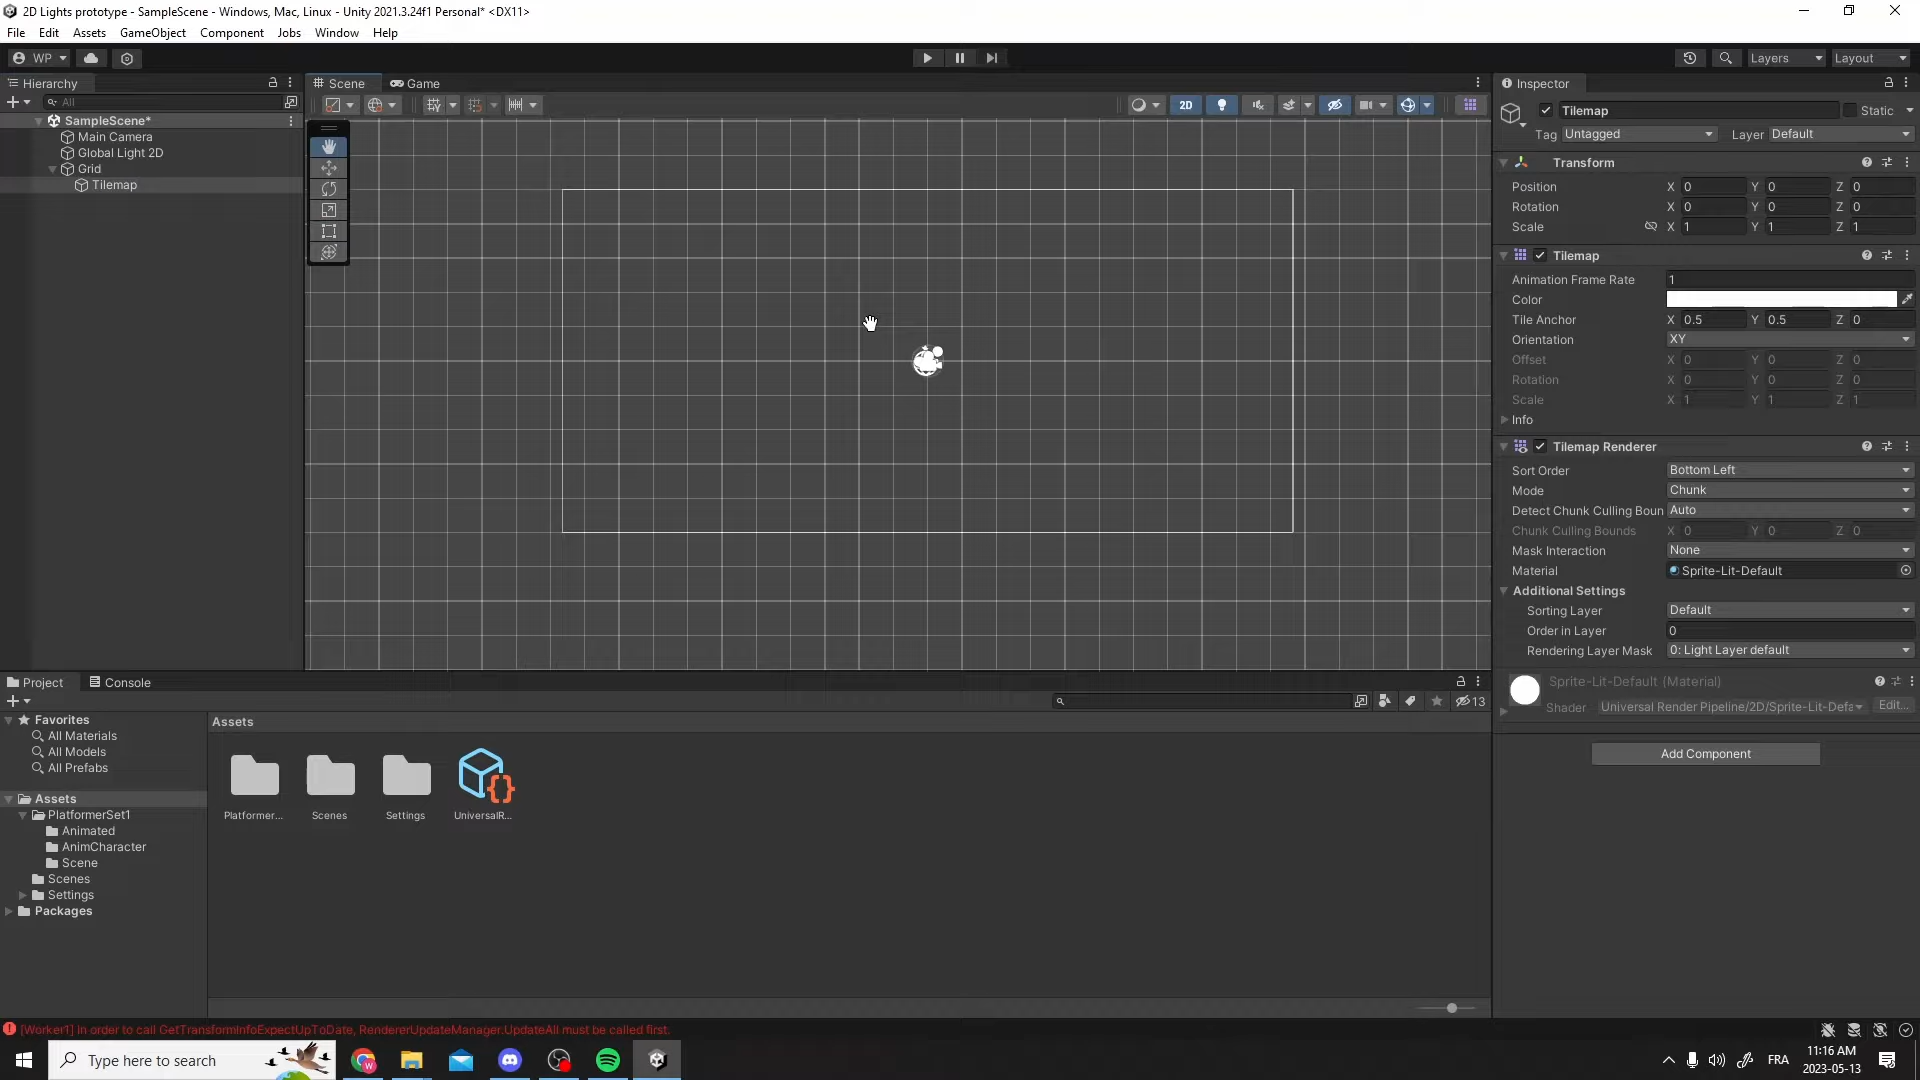 2D Lights prototype - SampleScene - Windows, Mac, Linux - Unity 2021.3.24f1 Personal* <DX11>
File Edit Assets GameObject Component Jobs Window Help
WP Layers Layout
Hierarchy Scene Game Inspector
All 2D Tilemap Static
SampleScene*
Main Camera Tag Untagged Layer Default
Global Light 2D
Grid Transform
Tilemap Position X 0 Y 0 Z 0
Rotation X 0 Y 0 Z 0
Scale X 1 Y 1 Z 1
Tilemap
Animation Frame Rate 1
Color
Tile Anchor X 0.5 Y 0.5 Z 0
Orientation XY
Offset X 0 Y 0 Z 0
Rotation X 0 Y 0 Z 0
Scale X 1 Y 1 Z 1
Info
Tilemap Renderer
Sort Order Bottom Left
Mode Chunk
Detect Chunk Culling Boun Auto
Chunk Culling Bounds X 0 Y 0 Z 0
Mask Interaction None
Material Sprite-Lit-Default
Additional Settings
Sorting Layer Default
Order in Layer 0
Rendering Layer Mask 0: Light Layer default
Sprite-Lit-Default (Material)
Shader Universal Render Pipeline/2D/Sprite-Lit-Defa Edit...
Add Component
Project Console
13
Favorites Assets
All Materials
All Models
All Prefabs
Assets
PlatformerSet1 Platformer... Scenes Settings UniversalR...
Animated
AnimCharacter
Scene
Scenes
Settings
Packages
[Worker1] In order to call GetTransformInfoExpectUpToDate, RendererUpdateManager.UpdateAll must be called first.
Type here to search FRA 11:16 AM
2023-05-13